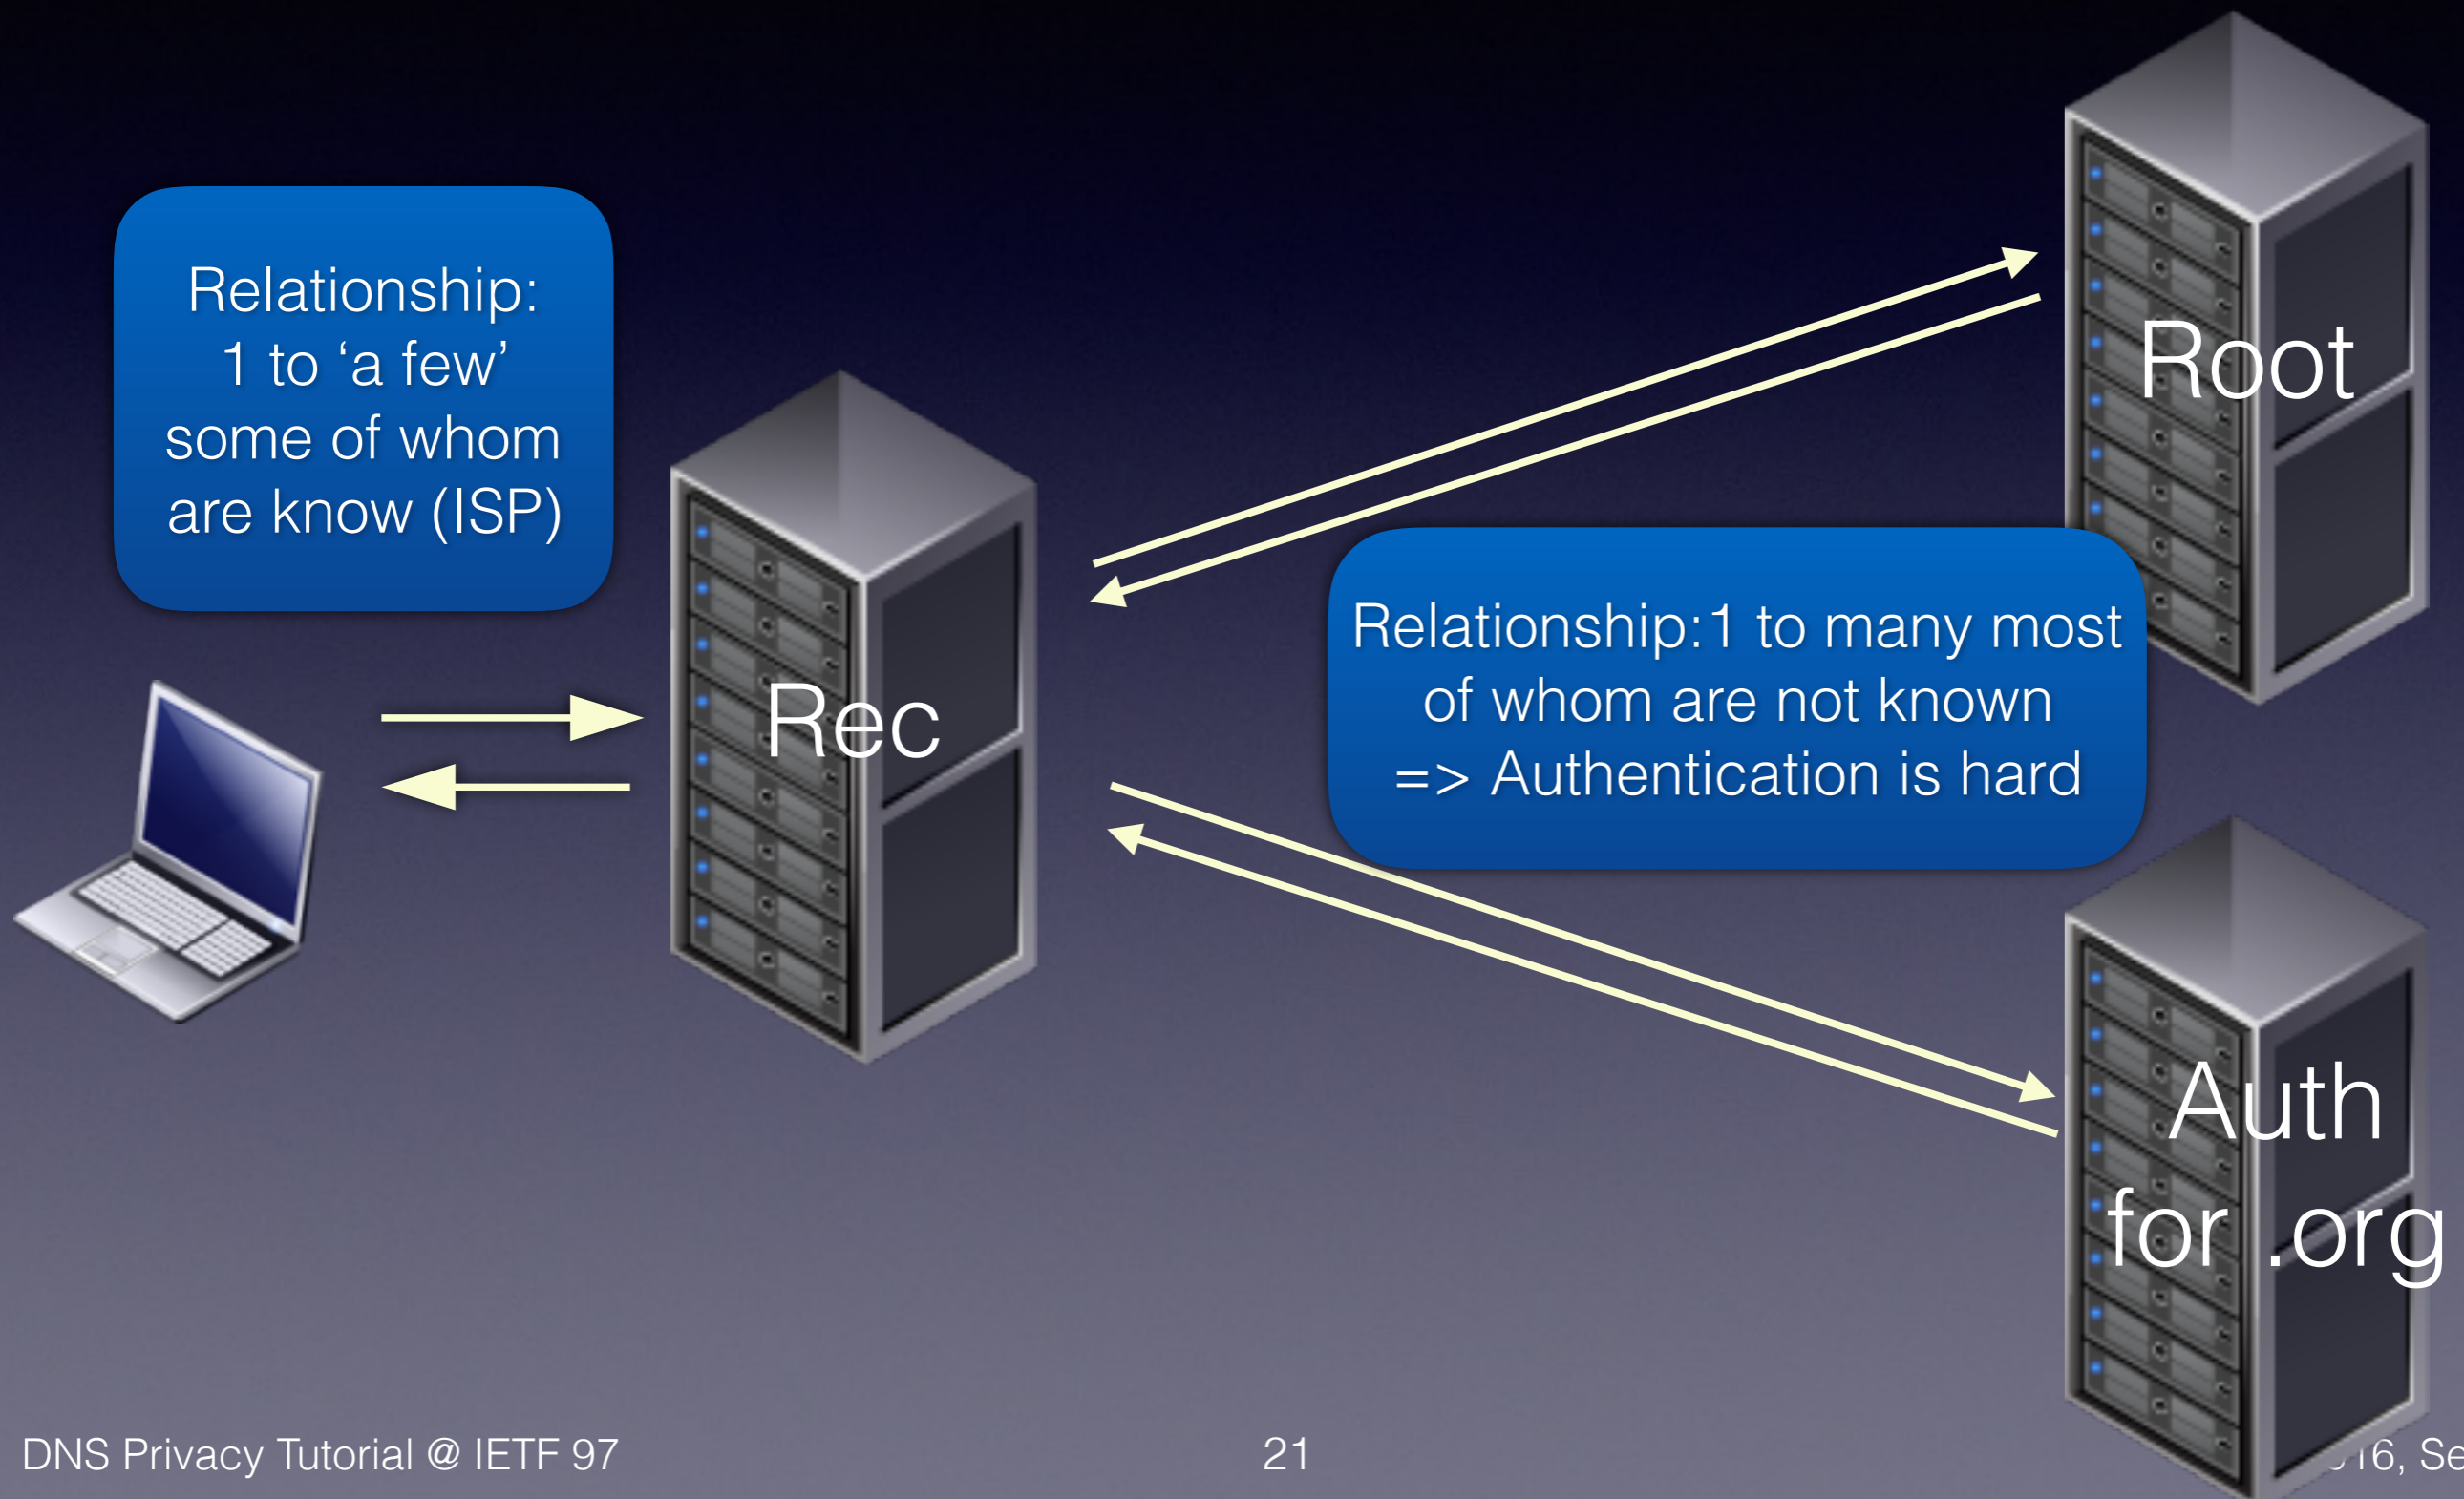 Relationship:
1 to ‘a few’
some of whom
are know (ISP)
Rec
Root
Relationship:1 to many most
of whom are not known
=> Authentication is hard
Auth
for .org
DNS Privacy Tutorial @ IETF 97
21